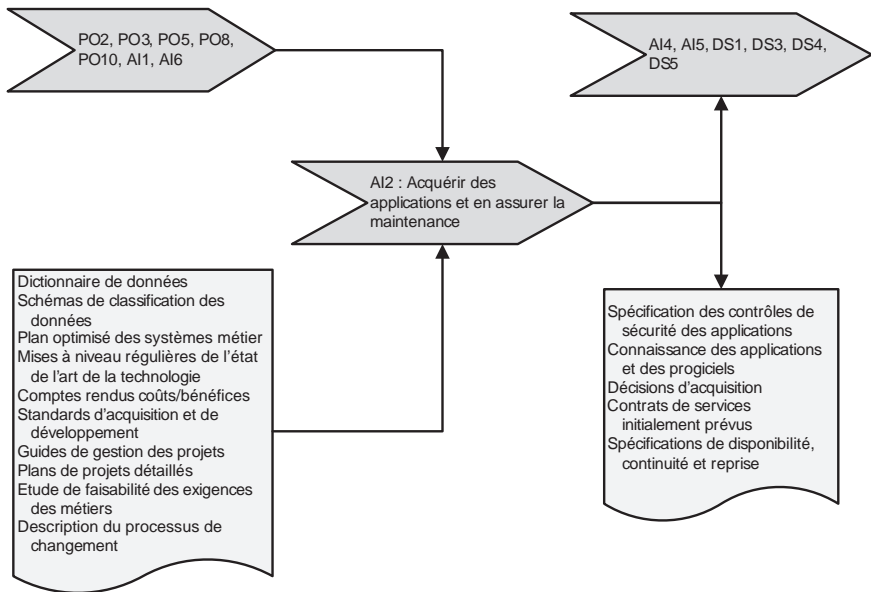 PO2, PO3, PO5, PO8,
PO10, AI1, AI6
AI4, AI5, DS1, DS3, DS4,
DS5
AI2 : Acquérir des
applications et en assurer la
maintenance
Dictionnaire de données
Schémas de classification des
données
Plan optimisé des systèmes métier
Mises à niveau régulières de l’état
de l’art de la technologie
Comptes rendus coûts/bénéfices
Standards d’acquisition et de
développement
Guides de gestion des projets
Plans de projets détaillés
Etude de faisabilité des exigences
des métiers
Description du processus de
changement
Spécification des contrôles de
sécurité des applications
Connaissance des applications
et des progiciels
Décisions d’acquisition
Contrats de services
initialement prévus
Spécifications de disponibilité,
continuité et reprise